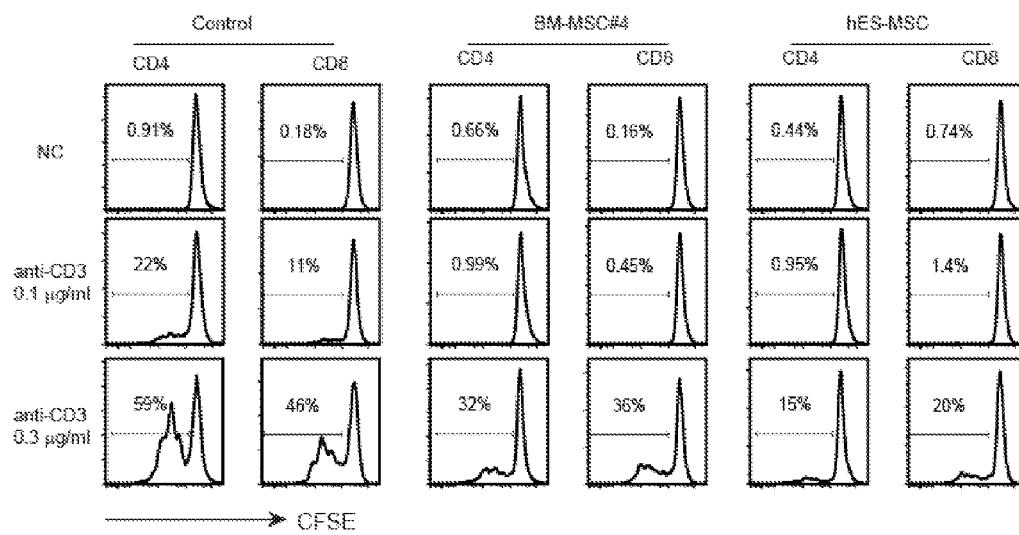 Control BM-MSC#4 hES-MSC
CD4 CD8 CD4 CD8 CD4 CD8
NC 0.91% 0.18% 0.66% 0.16% 0.44% 0.74%
anti-CD3
0.1 µg/ml 22% 11% 0.99% 0.45% 0.95% 1.4%
anti-CD3
0.3 µg/ml 59% 46% 32% 36% 15% 20%
CFSE